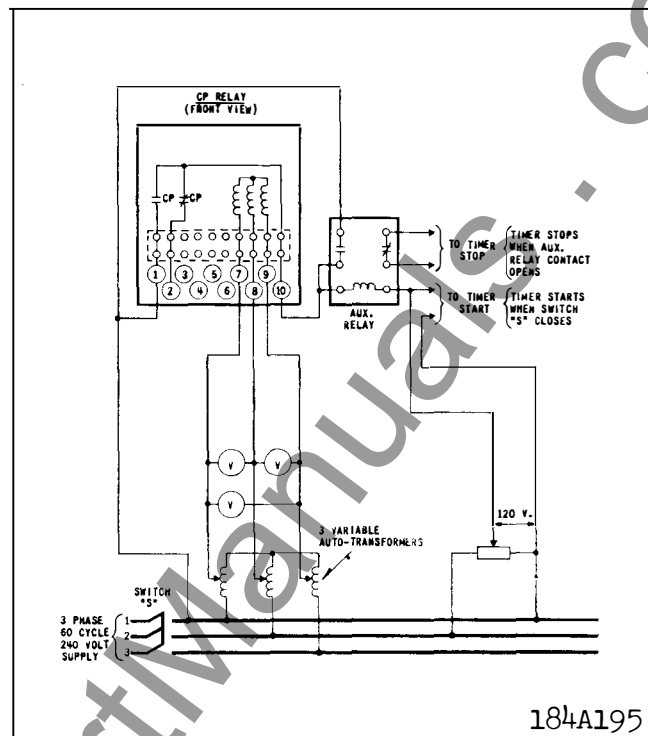 CP RELAY
(FRONT VIEW)
CP
CP
1
2
3
4
5
6
7
8
9
10
AUX.
RELAY
TO TIMER
STOP
TIMER STOPS
WHEN AUX.
RELAY CONTACT
OPENS
TO TIMER
START
TIMER STARTS
WHEN SWITCH
"S" CLOSES
V
V
V
3 VARIABLE
AUTO-TRANSFORMERS
120 V.
SWITCH
"S"
3 PHASE
60 CYCLE
240 VOLT
SUPPLY
1
2
3
184A195
rtManuals.co